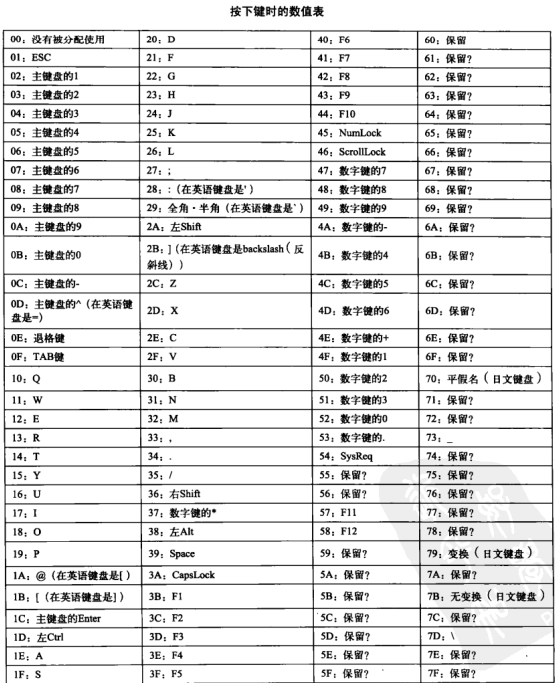 按下键时的数值表
00：没有被分配使用 20：D 40：F6 60：保留
01：ESC 21：F 41：F7 61：保留？
02：主键盘的1 22：G 42：F8 62：保留？
03：主键盘的2 23：H 43：F9 63：保留？
04：主键盘的3 24：J 44：F10 64：保留？
05：主键盘的4 25：K 45：NumLock 65：保留？
06：主键盘的5 26：L 46：ScrollLock 66：保留？
07：主键盘的6 27：； 47：数字键的7 67：保留？
08：主键盘的7 28：：（在英语键盘是'） 48：数字键的8 68：保留？
09：主键盘的8 29：全角·半角（在英语键盘是`） 49：数字键的9 69：保留？
0A：主键盘的9 2A：左Shift 4A：数字键的- 6A：保留？
0B：主键盘的0 2B：]（在英语键盘是backslash（反 4B：数字键的4 6B：保留？
斜线））
0C：主键盘的- 2C：Z 4C：数字键的5 6C：保留？
0D：主键盘的^（在英语键 2D：X 4D：数字键的6 6D：保留？
盘是=）
0E：退格键 2E：C 4E：数字键的+ 6E：保留？
0F：TAB键 2F：V 4F：数字键的1 6F：保留？
10：Q 30：B 50：数字键的2 70：平假名（日文键盘）
11：W 31：N 51：数字键的3 71：保留？
12：E 32：M 52：数字键的0 72：保留？
13：R 33：， 53：数字键的. 73：_
14：T 34：. 54：SysReq 74：保留？
15：Y 35：/ 55：保留？ 75：保留？
16：U 36：右Shift 56：保留？ 76：保留？
17：I 37：数字键的* 57：F11 77：保留？
18：O 38：左Alt 58：F12 78：保留？
19：P 39：Space 59：保留？ 79：变换（日文键盘）
1A：@（在英语键盘是[） 3A：CapsLock 5A：保留？ 7A：保留？
1B：[（在英语键盘是]） 3B：F1 5B：保留？ 7B：无变换（日文键盘）
1C：主键盘的Enter 3C：F2 5C：保留？ 7C：保留？
1D：左Ctrl 3D：F3 5D：保留？ 7D：\
1E：A 3E：F4 5E：保留？ 7E：保留？
1F：S 3F：F5 5F：保留？ 7F：保留？